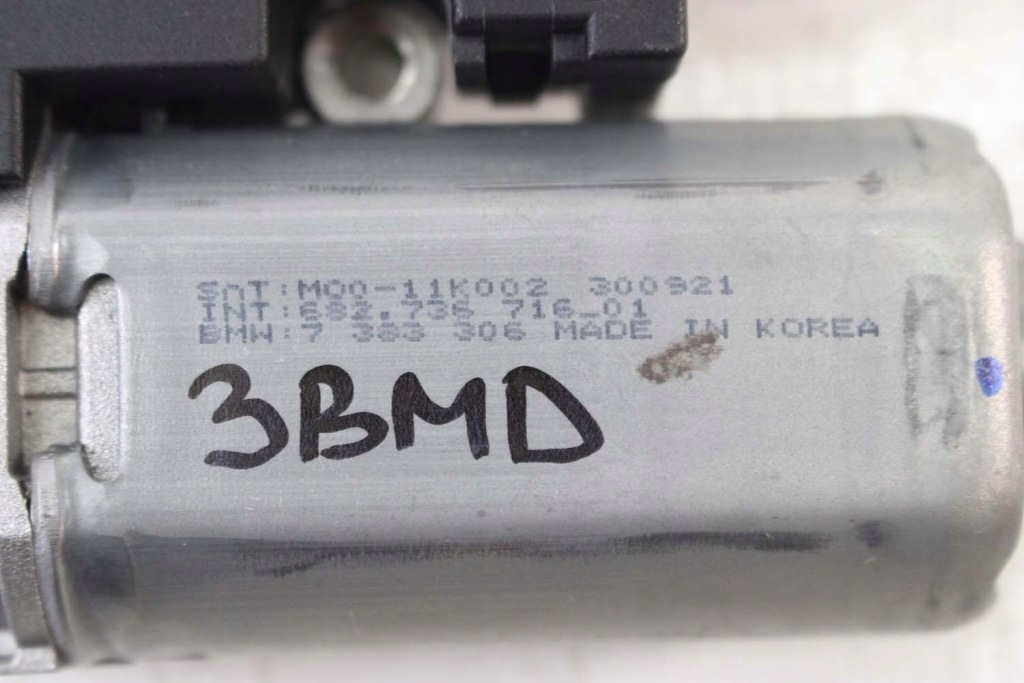 SnT:M00-11K002 300921
INT:682.736 716_01
BMW:7 383 306 MADE IN KOREA
3BMD